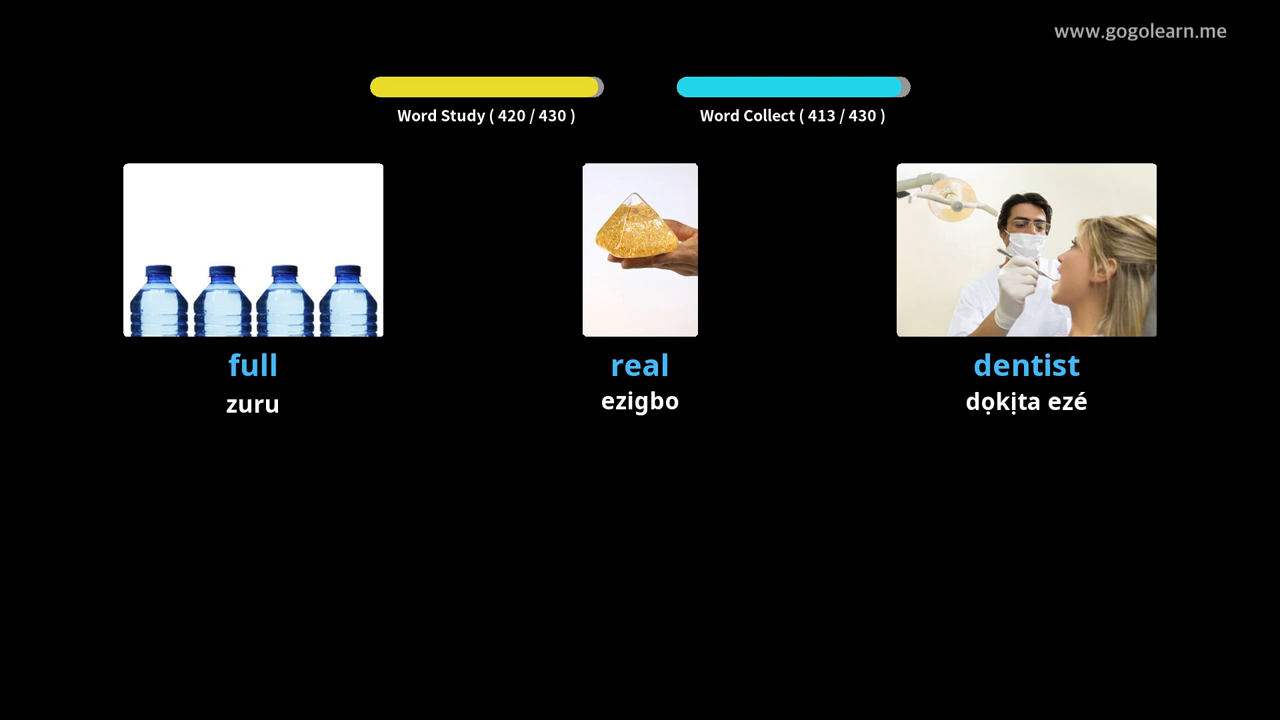 www.gogolearn.me
Word Study ( 420 / 430 )
Word Collect ( 413 / 430 )
full
zuru
real
ezigbo
dentist
dọkịta ezé